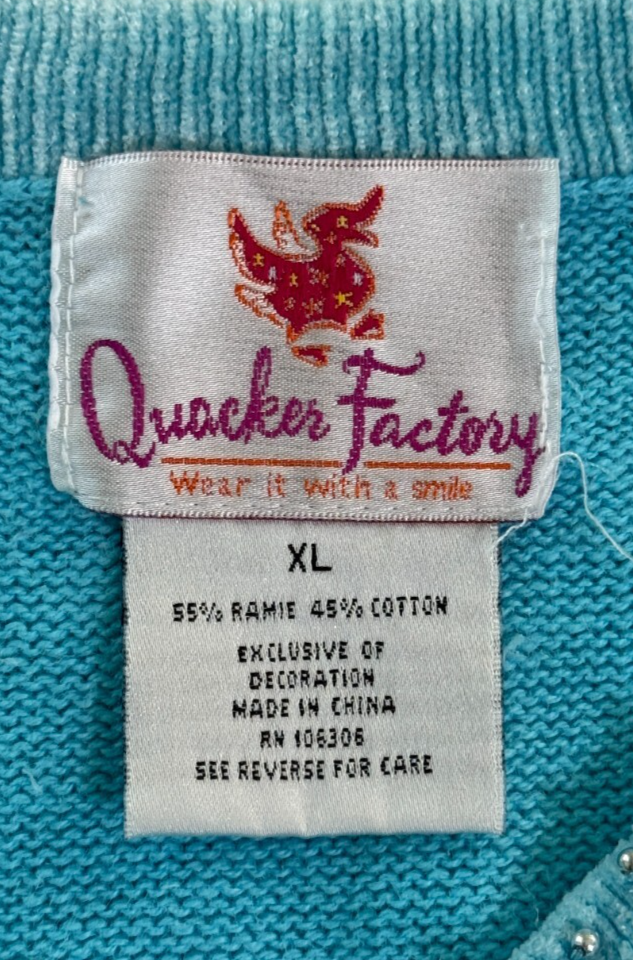 Quacker Factory
Wear it with a smile
XL
55% RAMIE 45% COTTON
EXCLUSIVE OF
DECORATION
MADE IN CHINA
RN 106306
SEE REVERSE FOR CARE